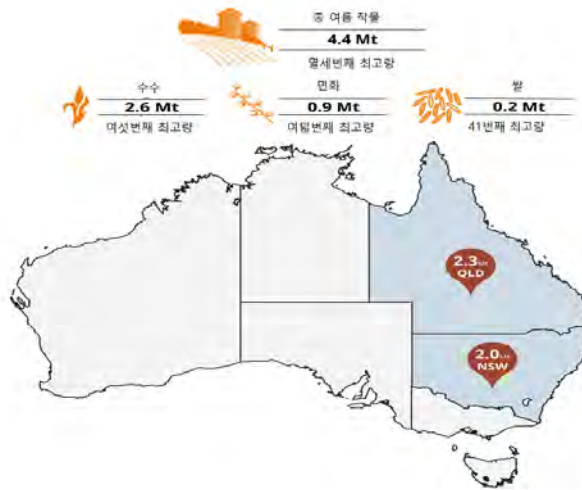 총 여름 작물
4.4 Mt
열세번째 최고량
수수
2.6 Mt
여섯번째 최고량
면화
0.9 Mt
여덟번째 최고량
쌀
0.2 Mt
41번째 최고량
2.3 Mt
QLD
2.0 Mt
NSW